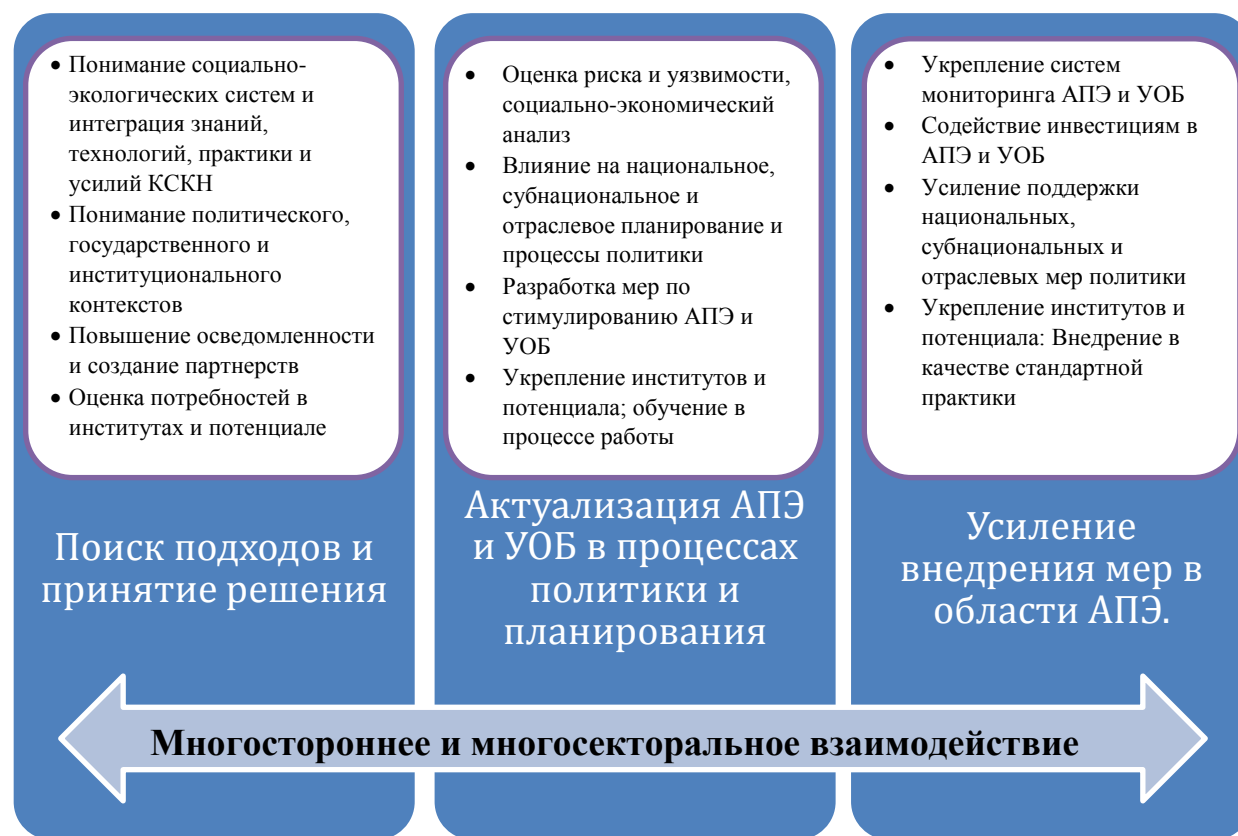 • Понимание социально-
экологических систем и
интеграция знаний,
технологий, практики и
усилий КСКН
• Понимание политического,
государственного и
институционального
контекстов
• Повышение осведомленности
и создание партнерств
• Оценка потребностей в
институтах и потенциале
Поиск подходов и
принятие решения
• Оценка риска и уязвимости,
социально-экономический
анализ
• Влияние на национальное,
субнациональное и
отраслевое планирование и
процессы политики
• Разработка мер по
стимулированию АПЭ и
УОБ
• Укрепление институтов и
потенциала; обучение в
процессе работы
Актуализация АПЭ
и УОБ в процессах
политики и
планирования
• Укрепление систем
мониторинга АПЭ и УОБ
• Содействие инвестициям в
АПЭ и УОБ
• Усиление поддержки
национальных,
субнациональных и
отраслевых мер политики
• Укрепление институтов и
потенциала: Внедрение в
качестве стандартной
практики
Усиление
внедрения мер в
области АПЭ.
Многостороннее и многосекторальное взаимодействие